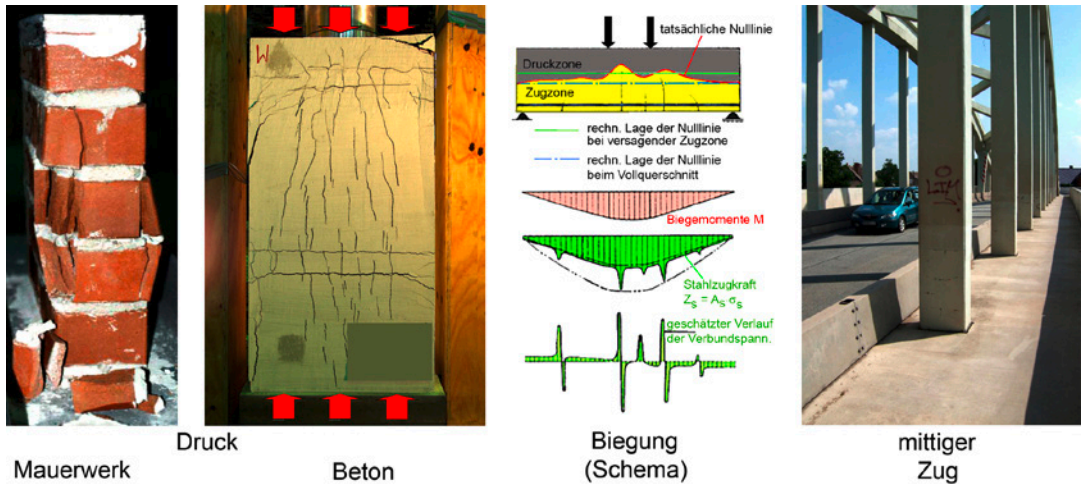 W
Druckzone
tatsächliche Nulllinie
Zugzone
rechn. Lage der Nulllinie
bei versagender Zugzone
rechn. Lage der Nulllinie
beim Vollquerschnitt
Biegemomente M
Stahlzugkraft
Zₛ = Aₛ σₛ
geschätzter Verlauf
der Verbundspann.
Druck
Mauerwerk
Beton
Biegung
(Schema)
mittiger
Zug